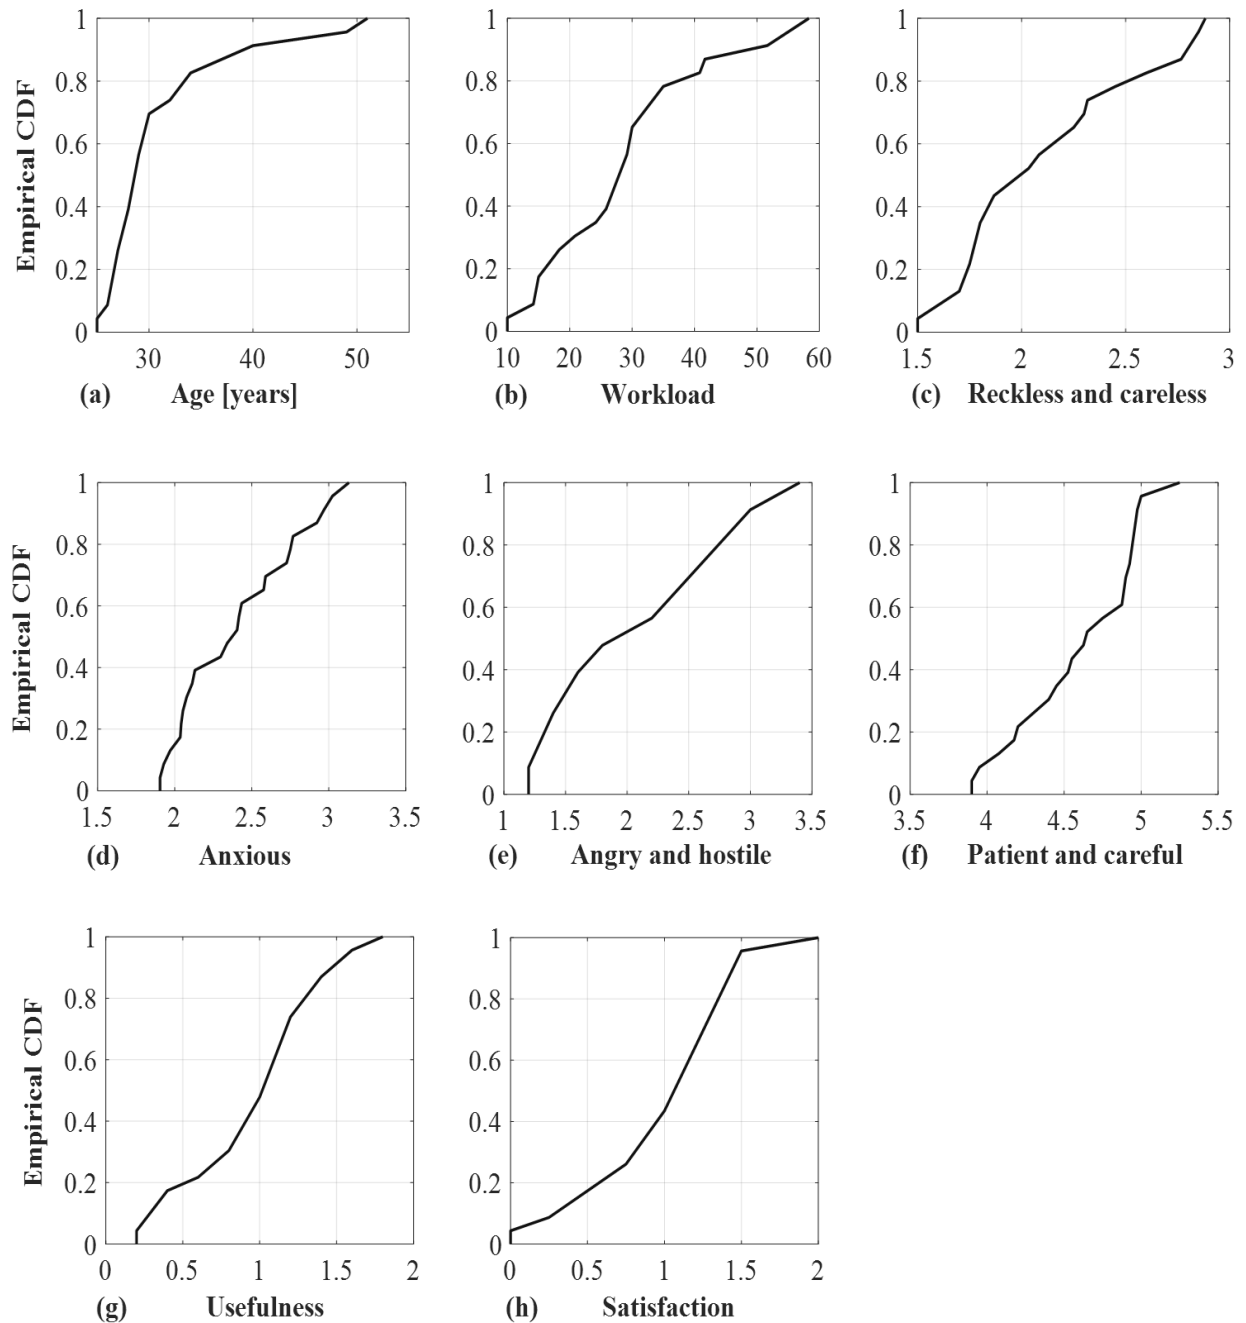 Empirical CDF
1
0.8
0.6
0.4
0.2
0
30 40 50
(a) Age [years]
1
0.8
0.6
0.4
0.2
0
10 20 30 40 50 60
(b) Workload
1
0.8
0.6
0.4
0.2
0
1.5 2 2.5 3
(c) Reckless and careless
Empirical CDF
1
0.8
0.6
0.4
0.2
0
1.5 2 2.5 3 3.5
(d) Anxious
1
0.8
0.6
0.4
0.2
0
1 1.5 2 2.5 3 3.5
(e) Angry and hostile
1
0.8
0.6
0.4
0.2
0
3.5 4 4.5 5 5.5
(f) Patient and careful
Empirical CDF
1
0.8
0.6
0.4
0.2
0
0 0.5 1 1.5 2
(g) Usefulness
1
0.8
0.6
0.4
0.2
0
0 0.5 1 1.5 2
(h) Satisfaction